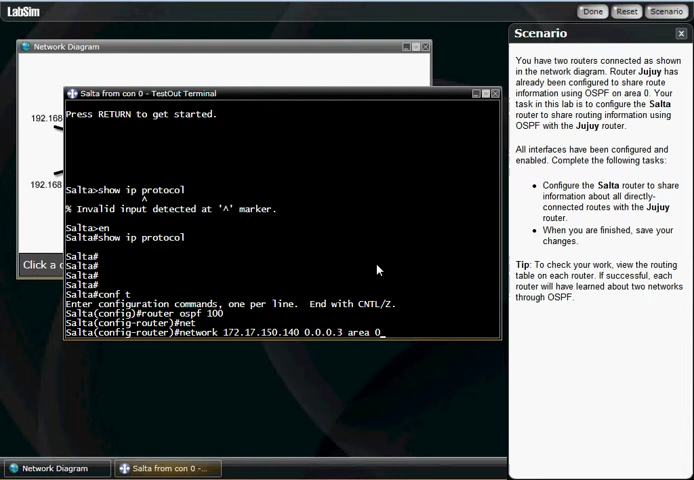 LabSim
Done
Reset
Scenario
Network Diagram
192.168
192.168
Click a
Salta from con 0 - TestOut Terminal
Press RETURN to get started.
Salta>show ip protocol
^
% Invalid input detected at '^' marker.
Salta>en
Salta#show ip protocol
Salta#
Salta#
Salta#
Salta#
Salta#conf t
Enter configuration commands, one per line. End with CNTL/Z.
Salta(config)#router ospf 100
Salta(config-router)#net
Salta(config-router)#network 172.17.150.140 0.0.0.3 area 0_
Scenario
You have two routers connected as shown
in the network diagram. Router Jujuy has
already been configured to share route
information using OSPF on area 0. Your
task in this lab is to configure the Salta
router to share routing information using
OSPF with the Jujuy router.
All interfaces have been configured and
enabled. Complete the following tasks:
• Configure the Salta router to share
information about all directly-
connected routes with the Jujuy
router.
• When you are finished, save your
changes.
Tip: To check your work, view the routing
table on each router. If successful, each
router will have learned about two networks
through OSPF.
Network Diagram
Salta from con 0 -...